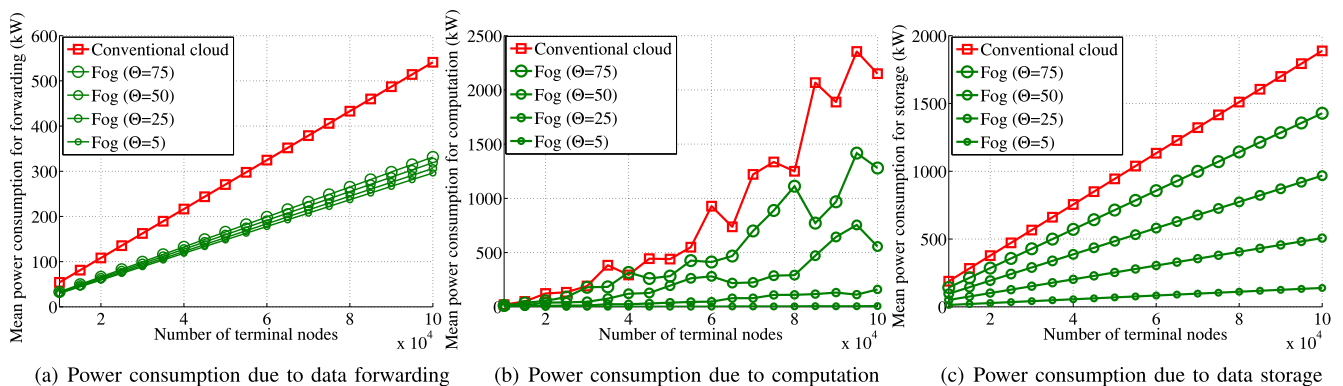 Mean power consumption for forwarding (kW)
600
500
400
300
200
100
0
Conventional cloud
Fog (Θ=75)
Fog (Θ=50)
Fog (Θ=25)
Fog (Θ=5)
2 4 6 8 10
Number of terminal nodes
x 10^4
(a) Power consumption due to data forwarding
Mean power consumption for computation (kW)
2500
2000
1500
1000
500
0
Conventional cloud
Fog (Θ=75)
Fog (Θ=50)
Fog (Θ=25)
Fog (Θ=5)
2 4 6 8 10
Number of terminal nodes
x 10^4
(b) Power consumption due to computation
Mean power consumption for storage (kW)
2000
1500
1000
500
0
Conventional cloud
Fog (Θ=75)
Fog (Θ=50)
Fog (Θ=25)
Fog (Θ=5)
2 4 6 8 10
Number of terminal nodes
x 10^4
(c) Power consumption due to data storage